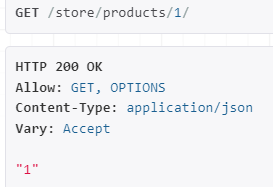 GET /store/products/1/
HTTP 200 OK
Allow: GET, OPTIONS
Content-Type: application/json
Vary: Accept
"1"